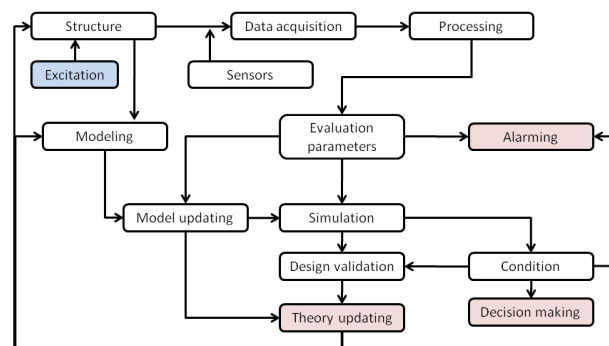 Structure
Data acquisition
Processing
Excitation
Sensors
Modeling
Evaluation
parameters
Alarming
Model updating
Simulation
Design validation
Condition
Theory updating
Decision making